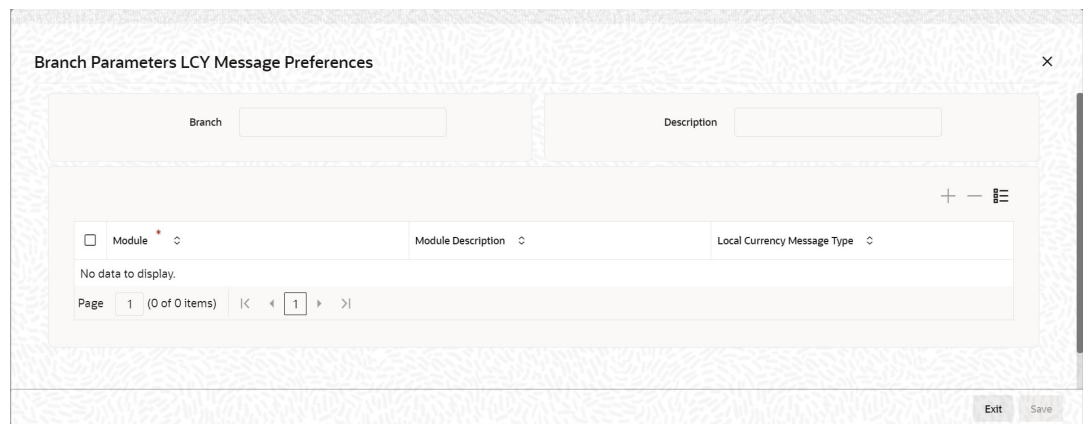 Branch Parameters LCY Message Preferences
Branch Description
Module * Module Description Local Currency Message Type
No data to display.
Page 1 (0 of 0 items) 1
Exit Save